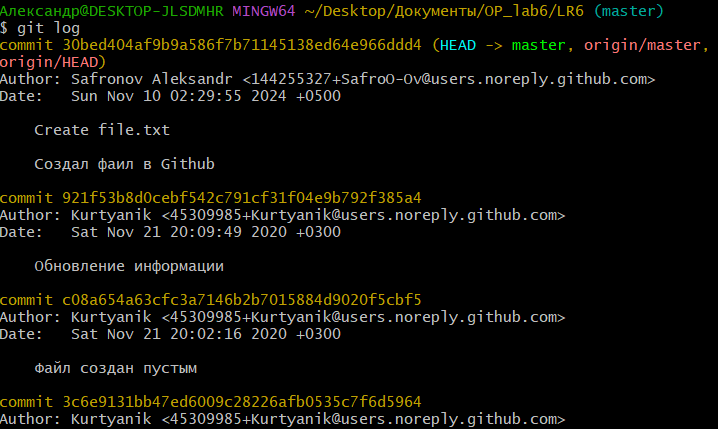 Александр@DESKTOP-JLSDMHR MINGW64 ~/Desktop/Документы/OP_lab6/LR6 (master)
$ git log
commit 30bed404af9b9a586f7b71145138ed64e966ddd4 (HEAD -> master, origin/master,
origin/HEAD)
Author: Safronov Aleksandr <144255327+SafroO-Ov@users.noreply.github.com>
Date:   Sun Nov 10 02:29:55 2024 +0500
    Create file.txt
    Создал фаил в Github
commit 921f53b8d0cebf542c791cf31f04e9b792f385a4
Author: Kurtyanik <45309985+Kurtyanik@users.noreply.github.com>
Date:   Sat Nov 21 20:09:49 2020 +0300
    Обновление информации
commit c08a654a63cfc3a7146b2b7015884d9020f5cbf5
Author: Kurtyanik <45309985+Kurtyanik@users.noreply.github.com>
Date:   Sat Nov 21 20:02:16 2020 +0300
    Файл создан пустым
commit 3c6e9131bb47ed6009c28226afb0535c7f6d5964
Author: Kurtyanik <45309985+Kurtyanik@users.noreply.github.com>